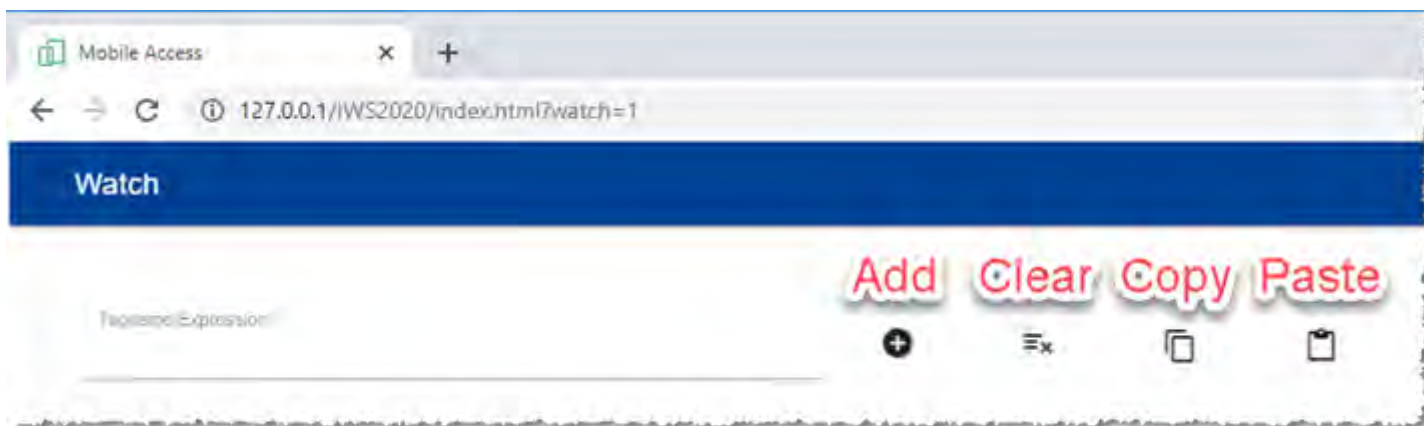 Mobile Access
127.0.0.1/IWS2020/index.html?watch=1
Watch
Add Clear Copy Paste
Tagname/Expression